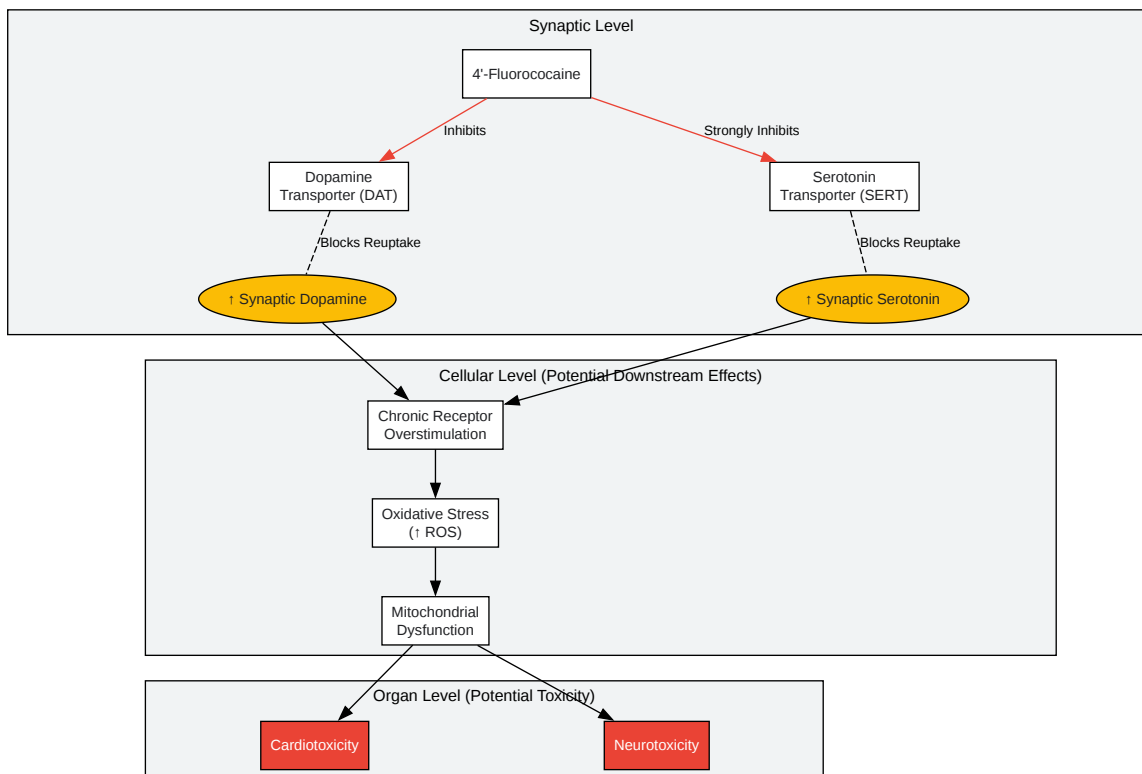 Synaptic Level
4'-Fluorococaine
Inhibits
Strongly Inhibits
Dopamine
Transporter (DAT)
Serotonin
Transporter (SERT)
Blocks Reuptake
Blocks Reuptake
↑ Synaptic Dopamine
↑ Synaptic Serotonin
Cellular Level (Potential Downstream Effects)
Chronic Receptor
Overstimulation
Oxidative Stress
(↑ ROS)
Mitochondrial
Dysfunction
Organ Level (Potential Toxicity)
Cardiotoxicity
Neurotoxicity